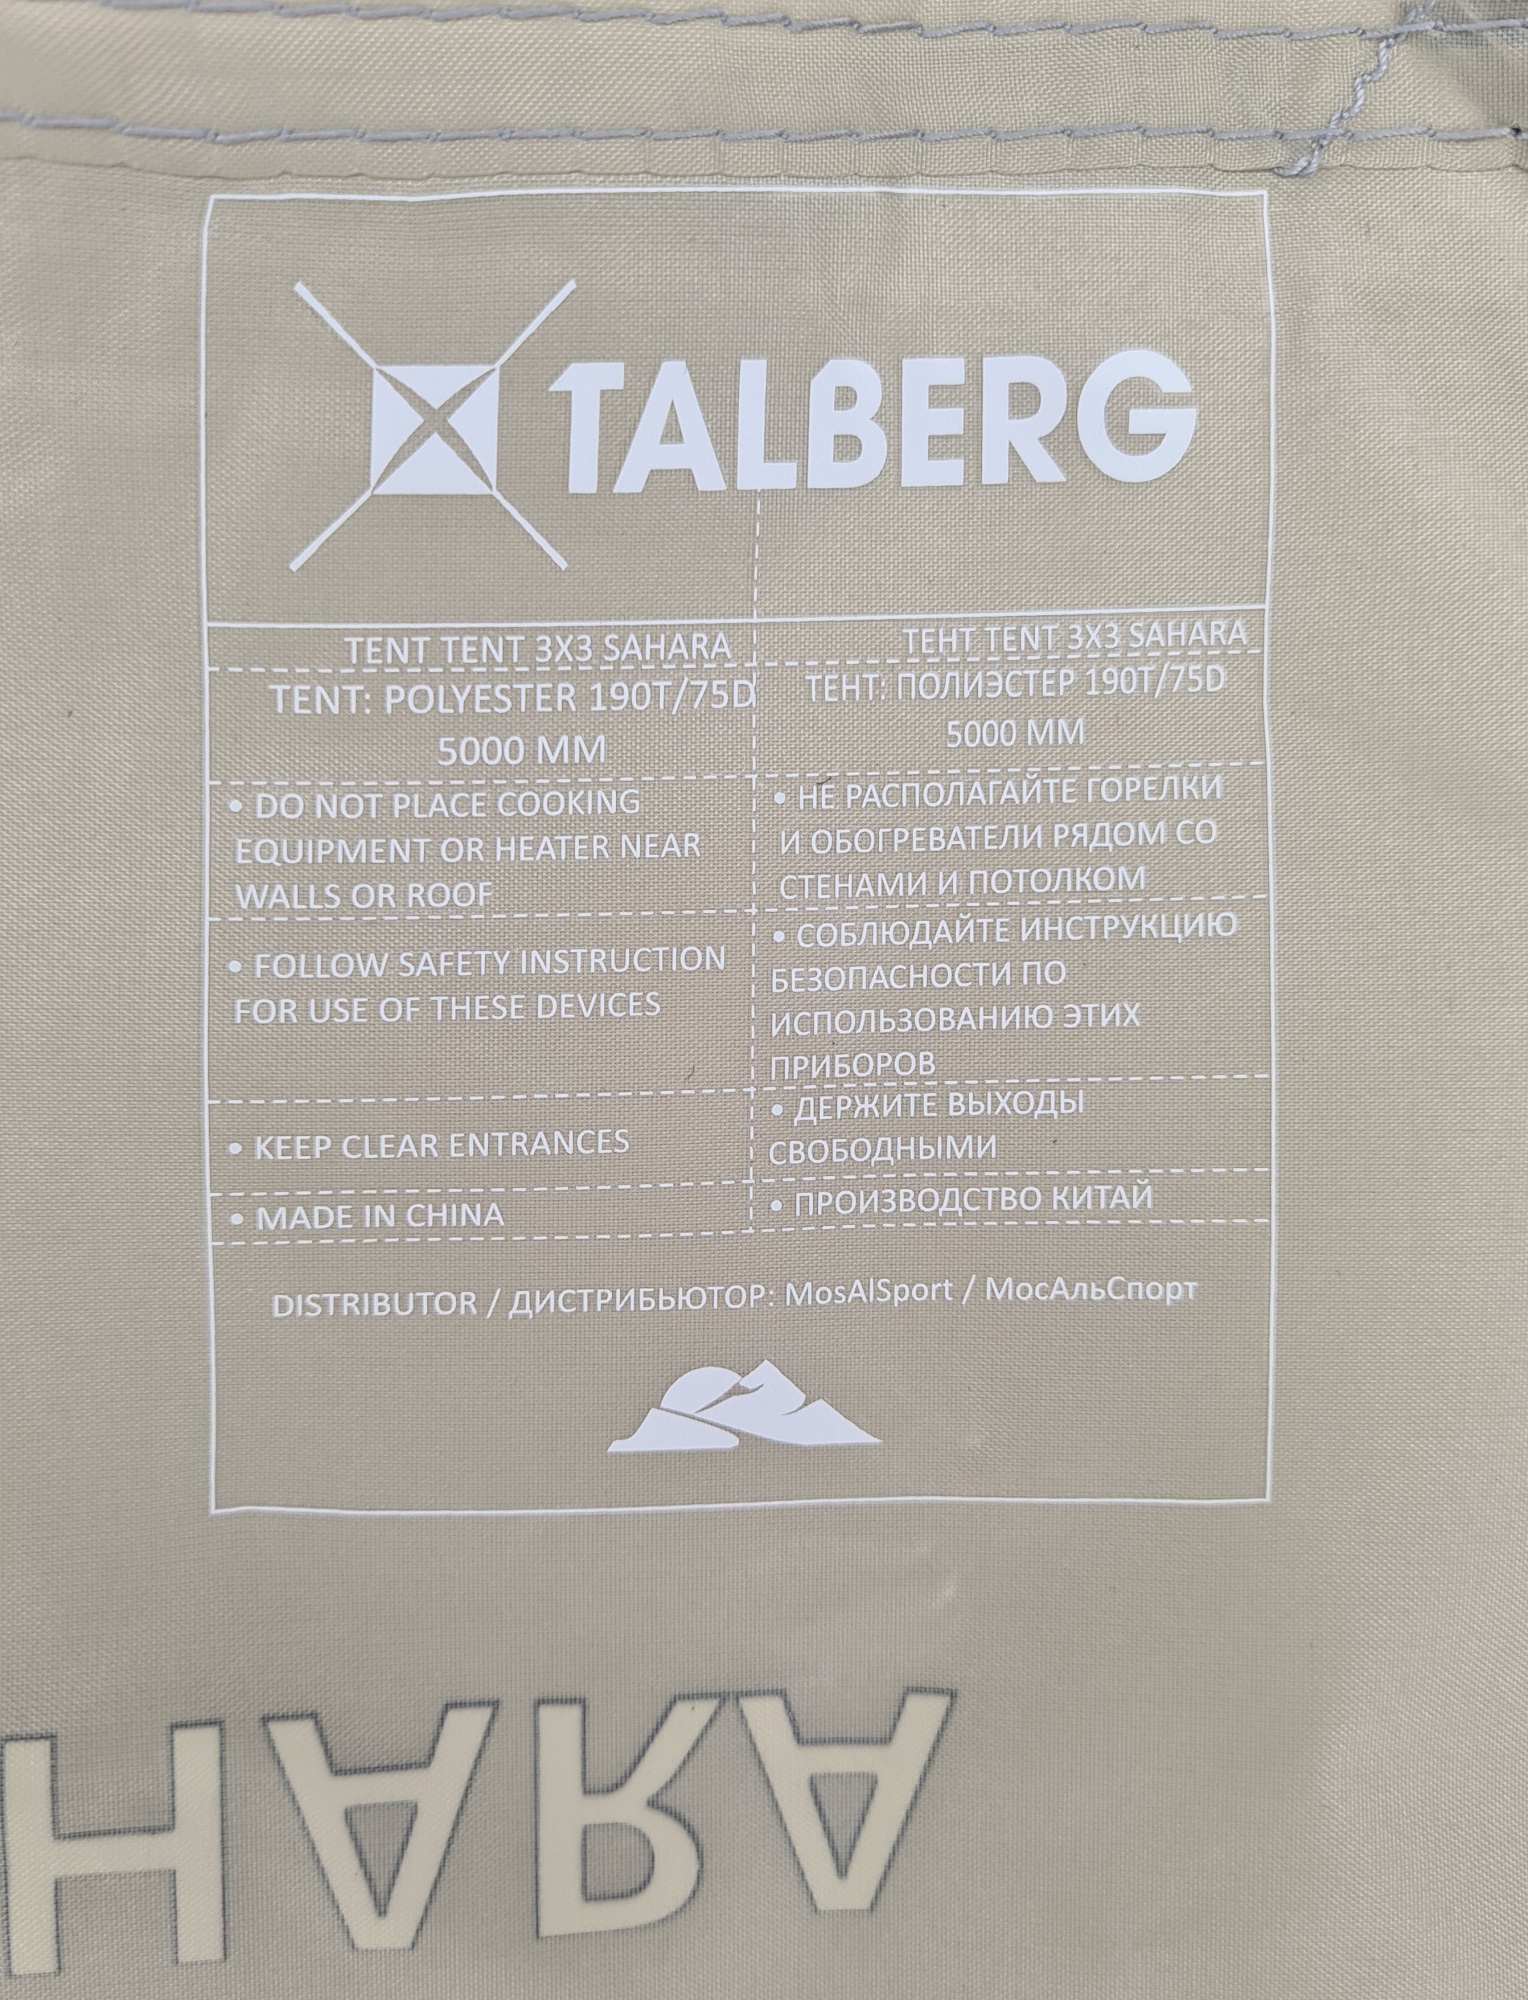 TALBERG
TENT TENT 3X3 SAHARA
ТЕНТ TENT 3X3 SAHARA
TENT: POLYESTER 190T/75D
5000 MM
ТЕНТ: ПОЛИЭСТЕР 190T/75D
5000 ММ
• DO NOT PLACE COOKING
EQUIPMENT OR HEATER NEAR
WALLS OR ROOF
• НЕ РАСПОЛАГАЙТЕ ГОРЕЛКИ
И ОБОГРЕВАТЕЛИ РЯДОМ СО
СТЕНАМИ И ПОТОЛКОМ
• FOLLOW SAFETY INSTRUCTION
FOR USE OF THESE DEVICES
• СОБЛЮДАЙТЕ ИНСТРУКЦИЮ
БЕЗОПАСНОСТИ ПО
ИСПОЛЬЗОВАНИЮ ЭТИХ
ПРИБОРОВ
• KEEP CLEAR ENTRANCES
• ДЕРЖИТЕ ВЫХОДЫ
СВОБОДНЫМИ
• MADE IN CHINA
• ПРОИЗВОДСТВО КИТАЙ
DISTRIBUTOR / ДИСТРИБЬЮТОР: MosAlSport / МосАльСпорт
HARA